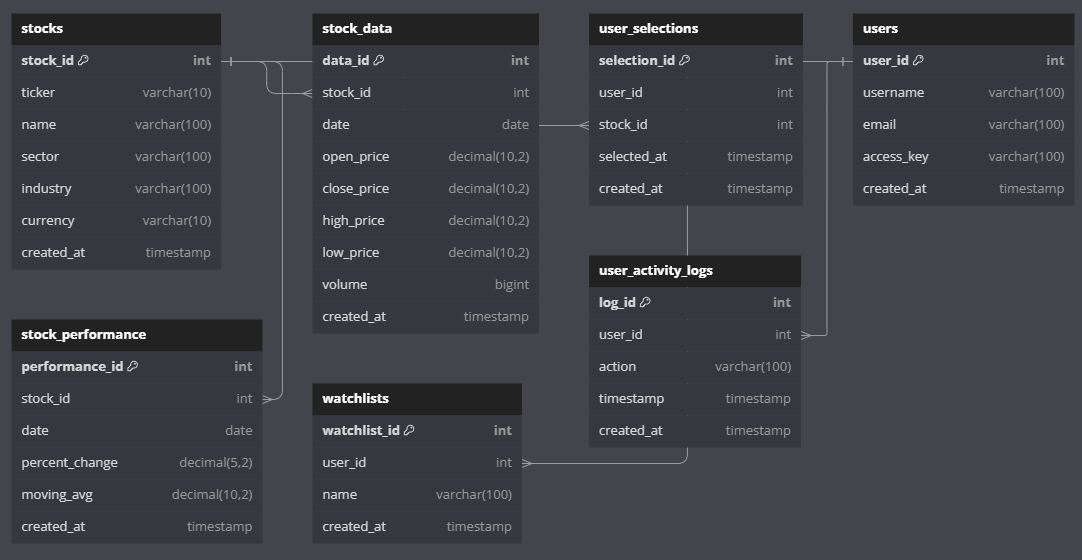 stocks
stock_id int
ticker varchar(10)
name varchar(100)
sector varchar(100)
industry varchar(100)
currency varchar(10)
created_at timestamp
stock_data
data_id int
stock_id int
date date
open_price decimal(10,2)
close_price decimal(10,2)
high_price decimal(10,2)
low_price decimal(10,2)
volume bigint
created_at timestamp
user_selections
selection_id int
user_id int
stock_id int
selected_at timestamp
created_at timestamp
users
user_id int
username varchar(100)
email varchar(100)
access_key varchar(100)
created_at timestamp
user_activity_logs
log_id int
user_id int
action varchar(100)
timestamp timestamp
created_at timestamp
stock_performance
performance_id int
stock_id int
date date
percent_change decimal(5,2)
moving_avg decimal(10,2)
created_at timestamp
watchlists
watchlist_id int
user_id int
name varchar(100)
created_at timestamp